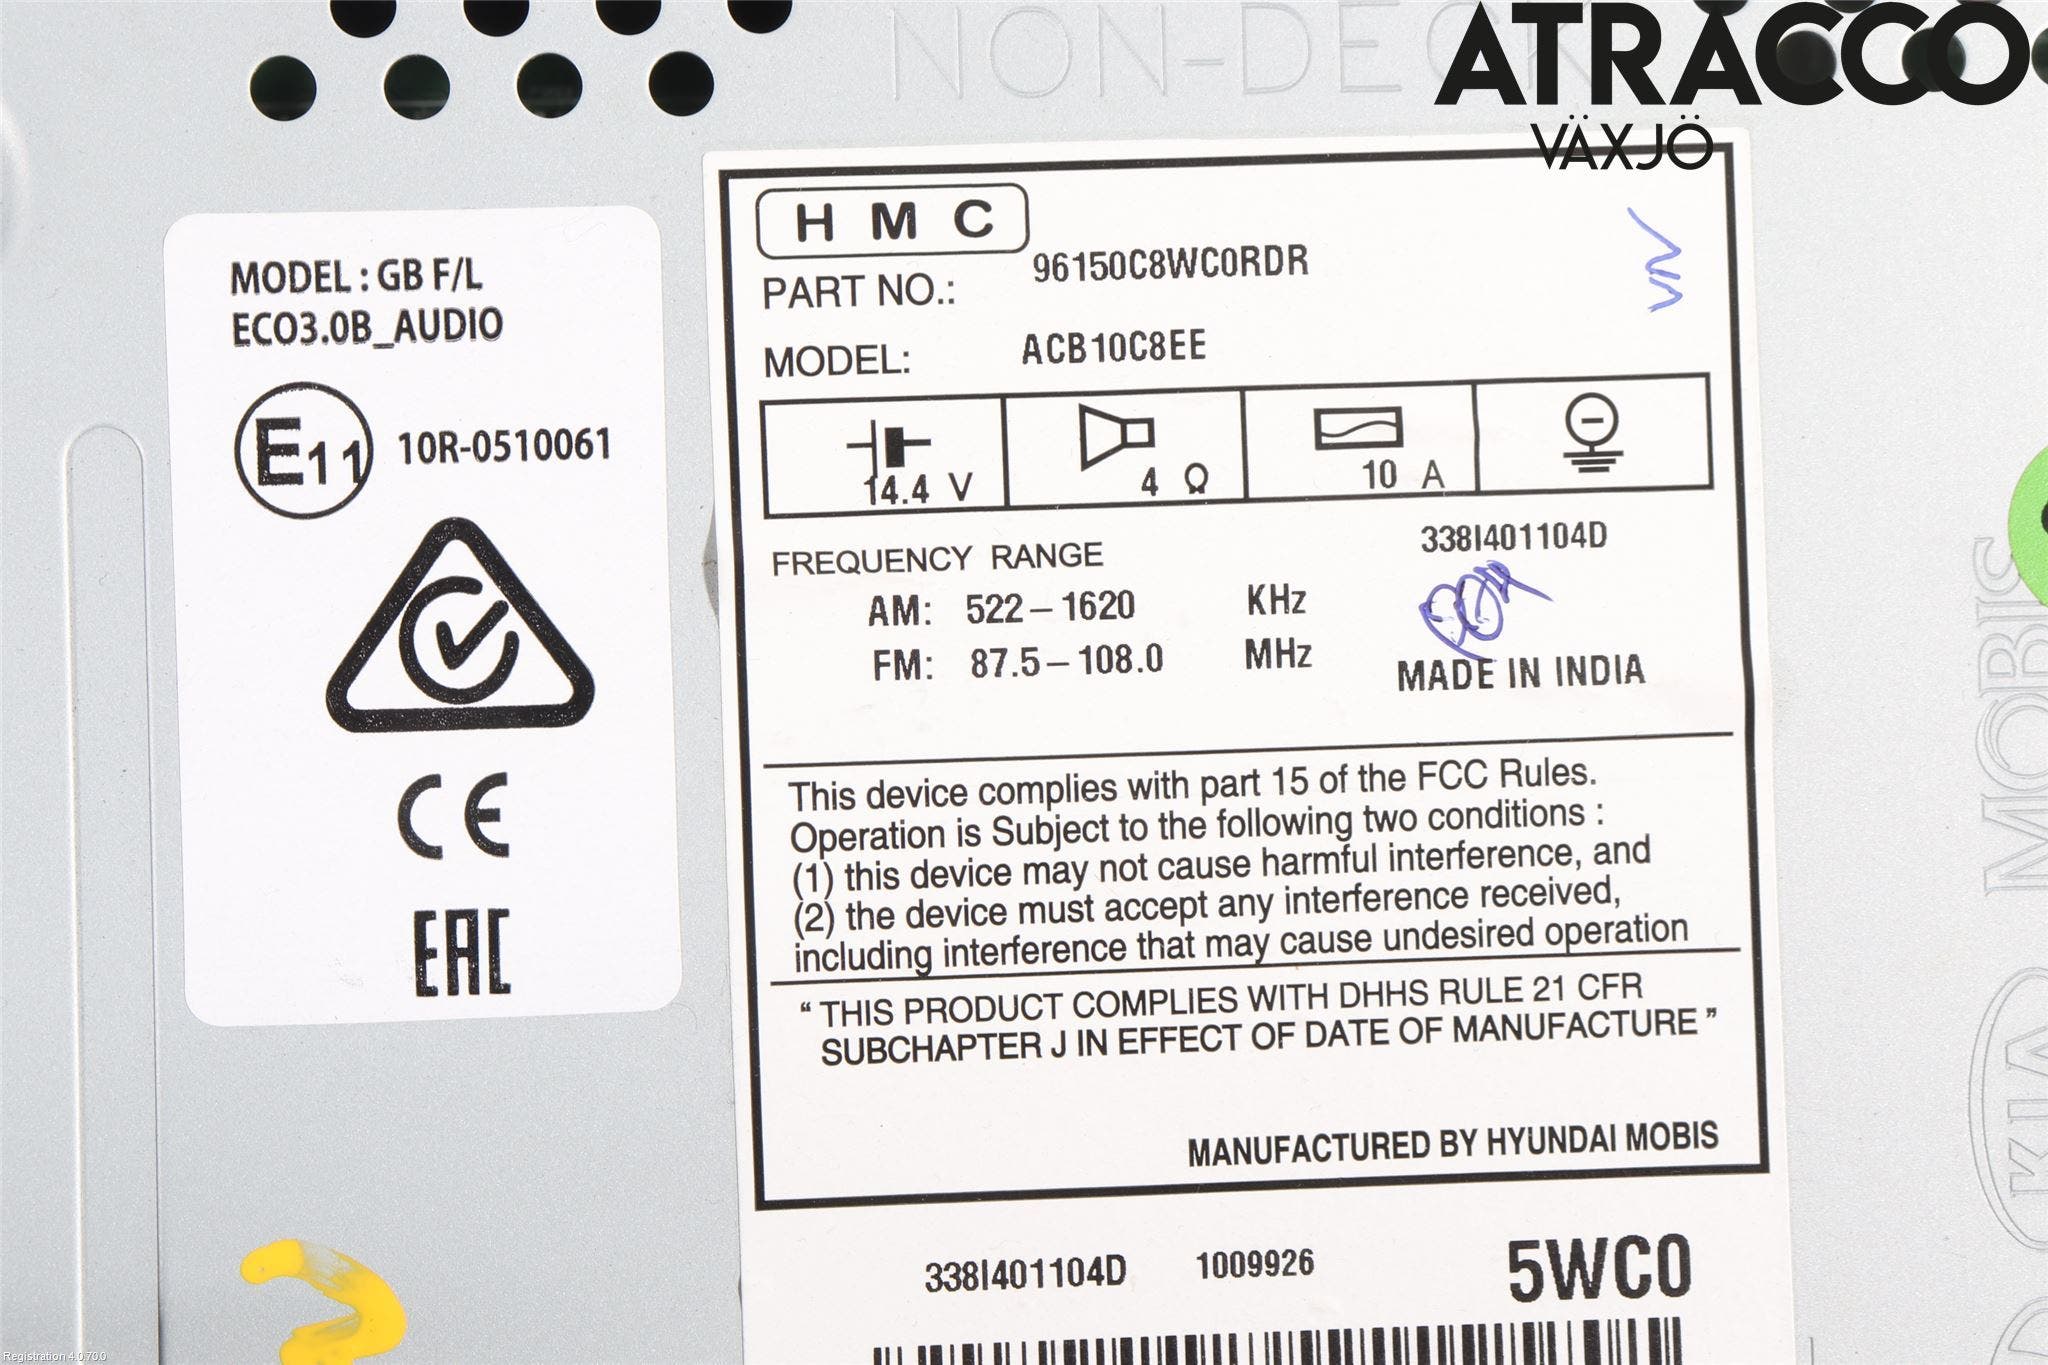 NON-DECK
ATRACCO
VÄXJÖ
MODEL : GB F/L
ECO3.0B_AUDIO
E11 10R-0510061
CE
EAC
H M C
PART NO.: 96150C8WC0RDR
MODEL: ACB10C8EE
14.4 V 4 Ω 10 A
FREQUENCY RANGE 338I401104D
AM: 522 – 1620 KHz
FM: 87.5 – 108.0 MHz
MADE IN INDIA
This device complies with part 15 of the FCC Rules.
Operation is Subject to the following two conditions :
(1) this device may not cause harmful interference, and
(2) the device must accept any interference received,
including interference that may cause undesired operation
“ THIS PRODUCT COMPLIES WITH DHHS RULE 21 CFR
SUBCHAPTER J IN EFFECT OF DATE OF MANUFACTURE ”
MANUFACTURED BY HYUNDAI MOBIS
338I401104D 1009926 5WC0
MOBIS
KIA
Registration 4.0.70.0